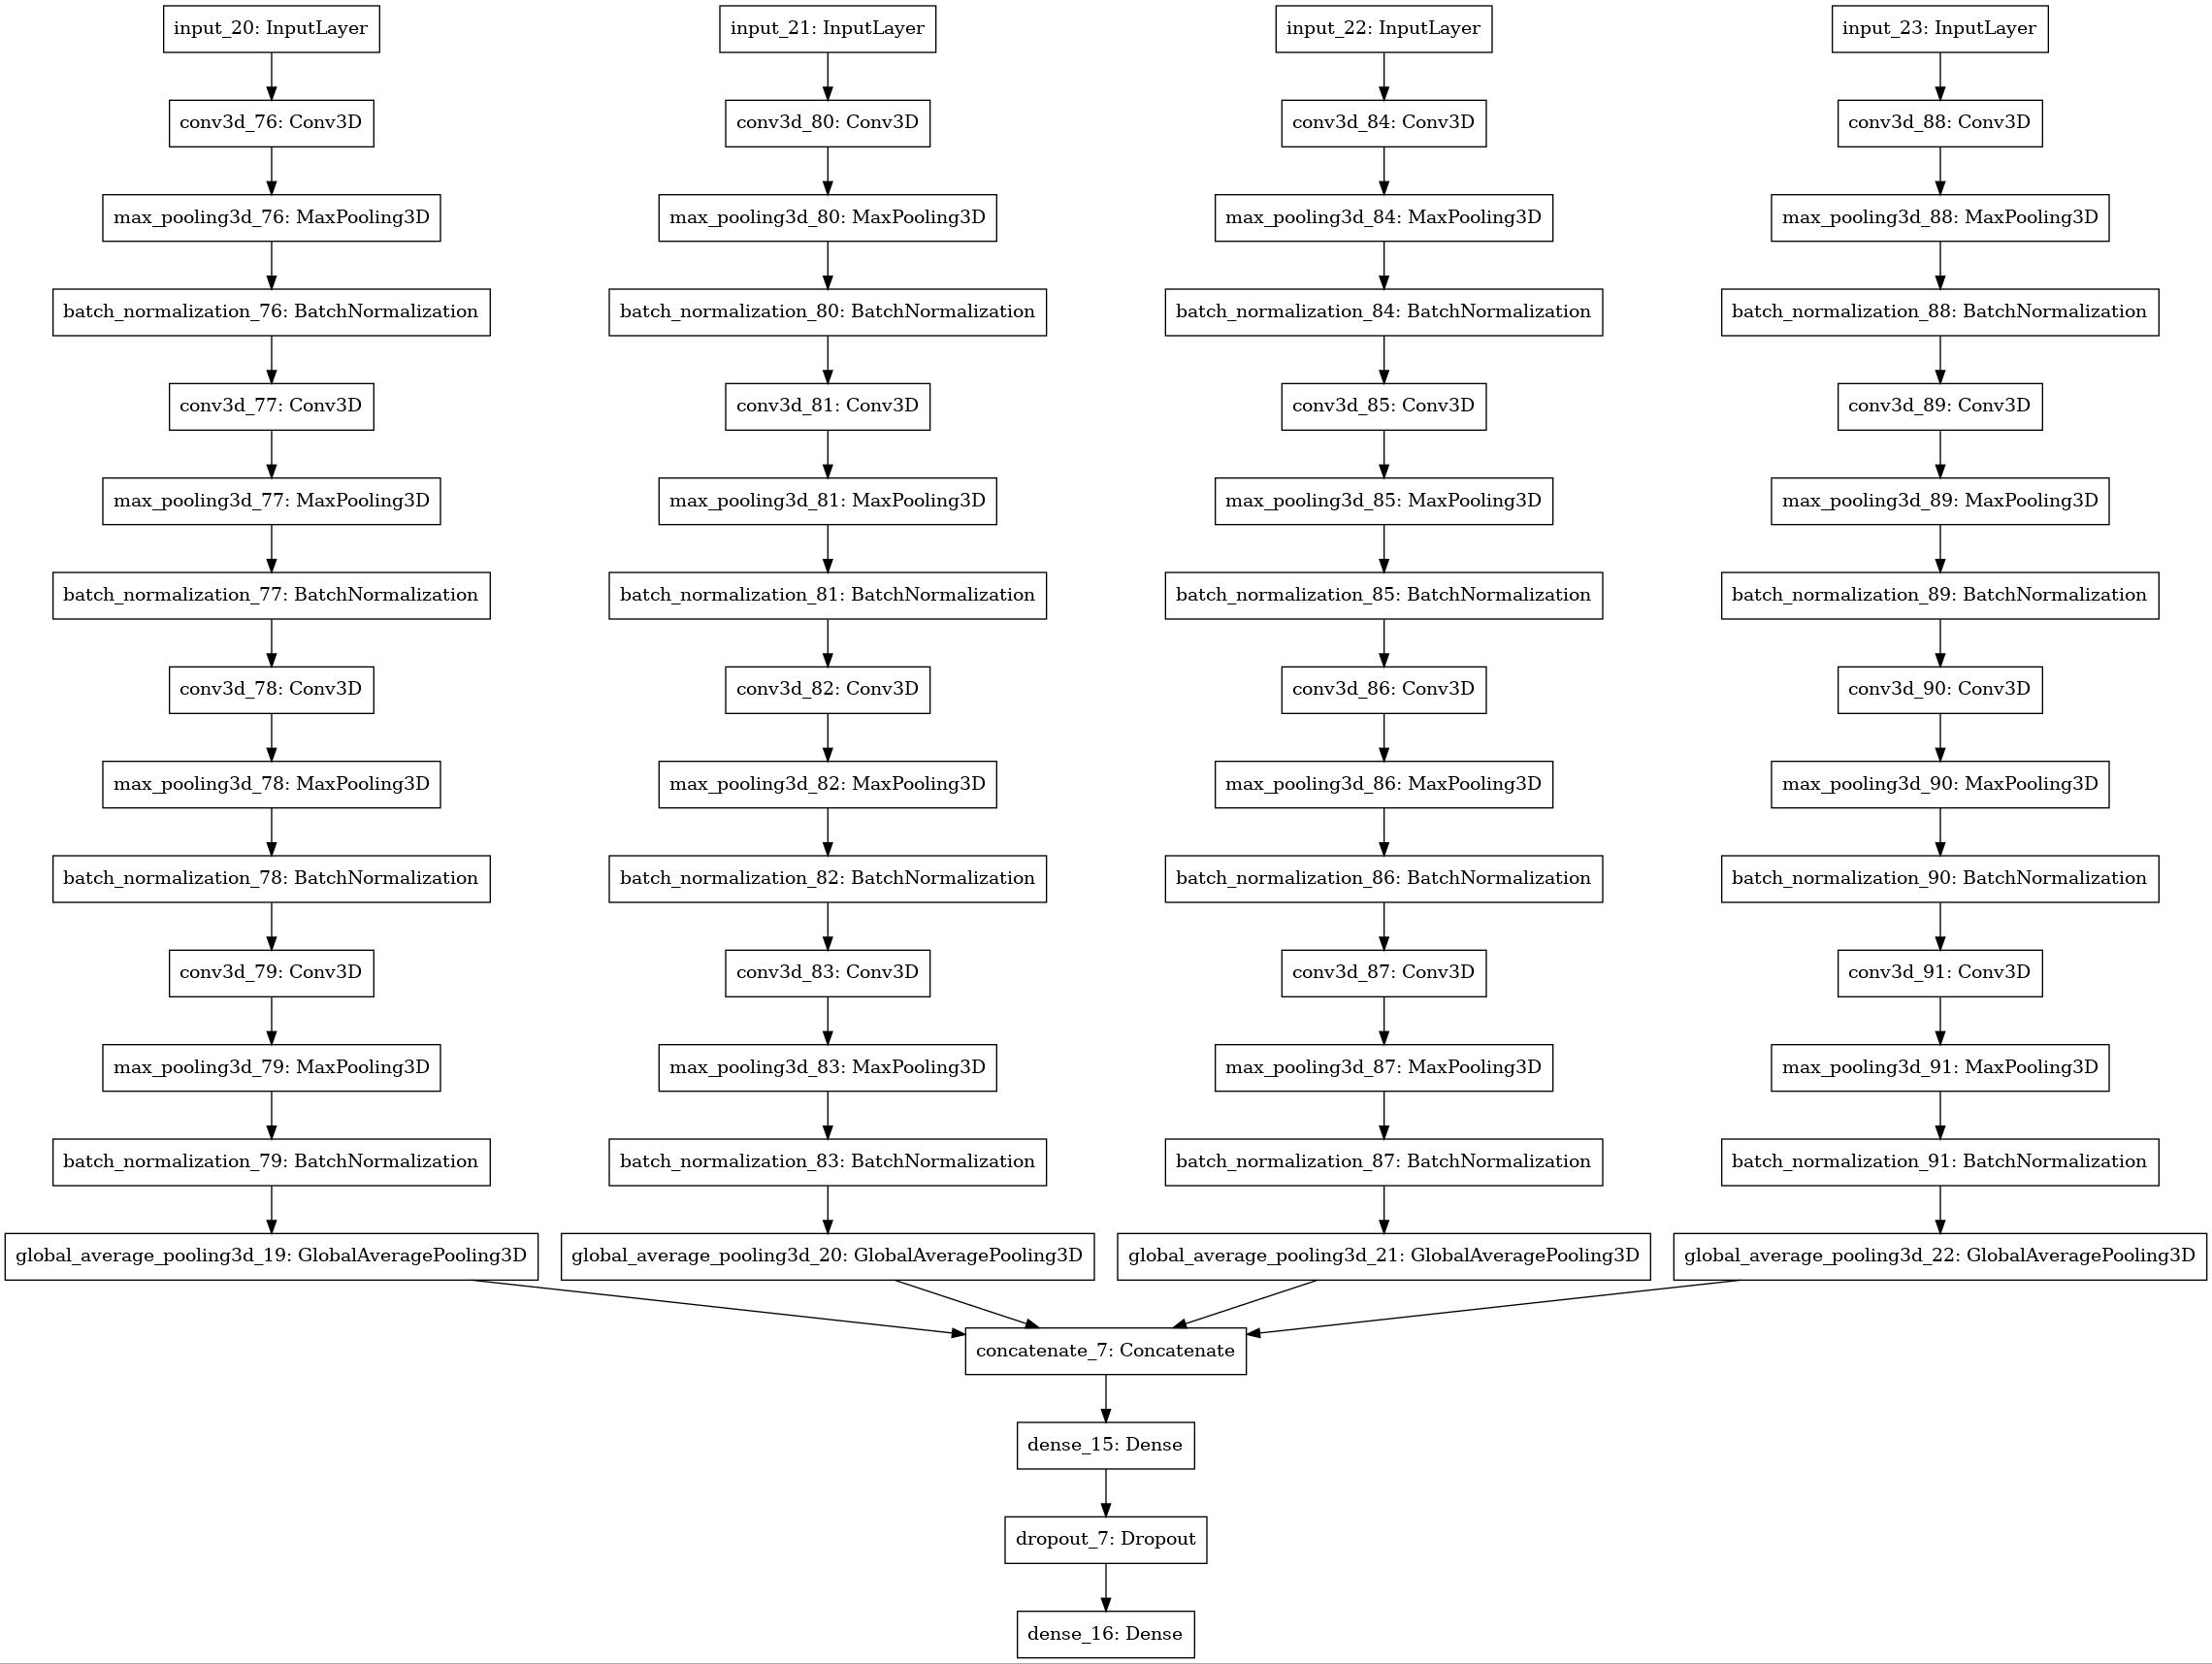 input_20: InputLayer
input_21: InputLayer
input_22: InputLayer
input_23: InputLayer
conv3d_76: Conv3D
conv3d_80: Conv3D
conv3d_84: Conv3D
conv3d_88: Conv3D
max_pooling3d_76: MaxPooling3D
max_pooling3d_80: MaxPooling3D
max_pooling3d_84: MaxPooling3D
max_pooling3d_88: MaxPooling3D
batch_normalization_76: BatchNormalization
batch_normalization_80: BatchNormalization
batch_normalization_84: BatchNormalization
batch_normalization_88: BatchNormalization
conv3d_77: Conv3D
conv3d_81: Conv3D
conv3d_85: Conv3D
conv3d_89: Conv3D
max_pooling3d_77: MaxPooling3D
max_pooling3d_81: MaxPooling3D
max_pooling3d_85: MaxPooling3D
max_pooling3d_89: MaxPooling3D
batch_normalization_77: BatchNormalization
batch_normalization_81: BatchNormalization
batch_normalization_85: BatchNormalization
batch_normalization_89: BatchNormalization
conv3d_78: Conv3D
conv3d_82: Conv3D
conv3d_86: Conv3D
conv3d_90: Conv3D
max_pooling3d_78: MaxPooling3D
max_pooling3d_82: MaxPooling3D
max_pooling3d_86: MaxPooling3D
max_pooling3d_90: MaxPooling3D
batch_normalization_78: BatchNormalization
batch_normalization_82: BatchNormalization
batch_normalization_86: BatchNormalization
batch_normalization_90: BatchNormalization
conv3d_79: Conv3D
conv3d_83: Conv3D
conv3d_87: Conv3D
conv3d_91: Conv3D
max_pooling3d_79: MaxPooling3D
max_pooling3d_83: MaxPooling3D
max_pooling3d_87: MaxPooling3D
max_pooling3d_91: MaxPooling3D
batch_normalization_79: BatchNormalization
batch_normalization_83: BatchNormalization
batch_normalization_87: BatchNormalization
batch_normalization_91: BatchNormalization
global_average_pooling3d_19: GlobalAveragePooling3D
global_average_pooling3d_20: GlobalAveragePooling3D
global_average_pooling3d_21: GlobalAveragePooling3D
global_average_pooling3d_22: GlobalAveragePooling3D
concatenate_7: Concatenate
dense_15: Dense
dropout_7: Dropout
dense_16: Dense